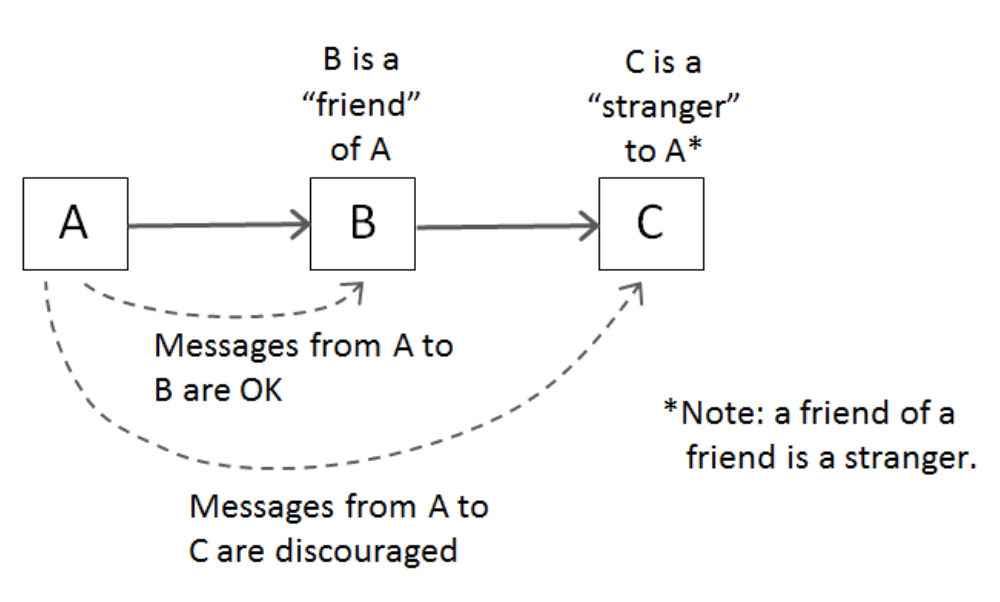 B is a
“friend”
of A
C is a
“stranger”
to A*
A
B
C
Messages from A to
B are OK
*Note: a friend of a
friend is a stranger.
Messages from A to
C are discouraged